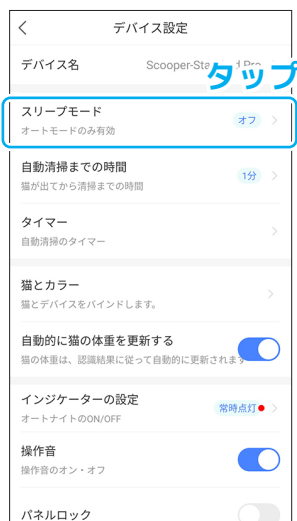 デバイス設定
デバイス名 Scooper-Sta d Pro
タップ
スリープモード
オートモードのみ有効
オフ
自動清掃までの時間
猫が出てから清掃までの時間
1分
タイマー
自動清掃のタイマー
猫とカラー
猫とデバイスをバインドします。
自動的に猫の体重を更新する
猫の体重は、認識結果に従って自動的に更新されます
インジケーターの設定
オートナイトのON/OFF
常時点灯
操作音
操作音のオン・オフ
パネルロック